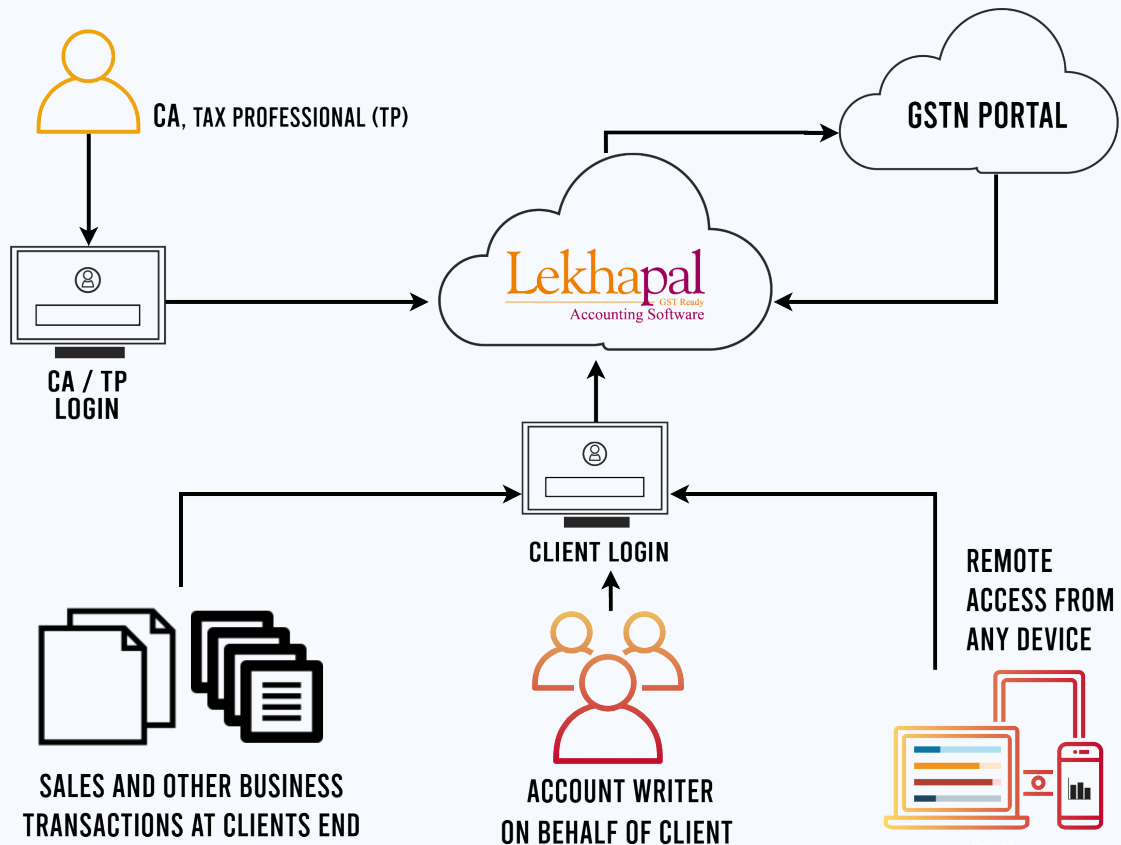 CA, TAX PROFESSIONAL (TP)
GSTN PORTAL
Lekhapal
GST Ready
Accounting Software
CA / TP
LOGIN
CLIENT LOGIN
REMOTE
ACCESS FROM
ANY DEVICE
SALES AND OTHER BUSINESS
TRANSACTIONS AT CLIENTS END
ACCOUNT WRITER
ON BEHALF OF CLIENT